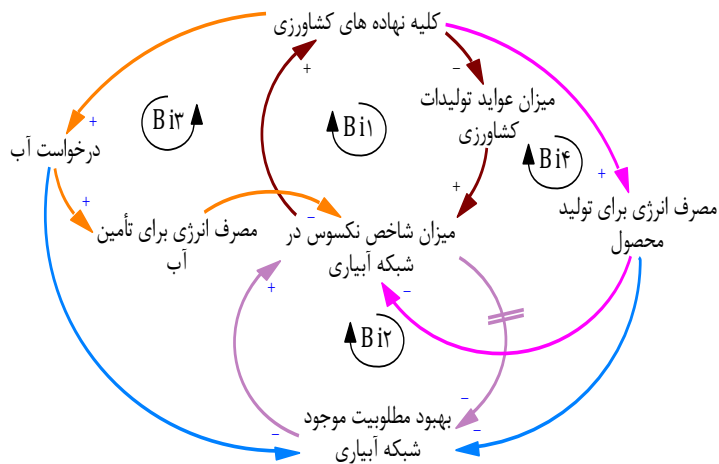 کلیه نهاده های کشاورزی
+
−
+
میزان عواید تولیدات
کشاورزی
Bi۳
Bi۱
Bi۴
درخواست آب
+
+
+
مصرف انرژی برای تولید
محصول
مصرف انرژی برای تأمین
آب
−
میزان شاخص نکسوس در
شبکه آبیاری
+
−
Bi۲
−
−
−
بهبود مطلوبیت موجود
شبکه آبیاری